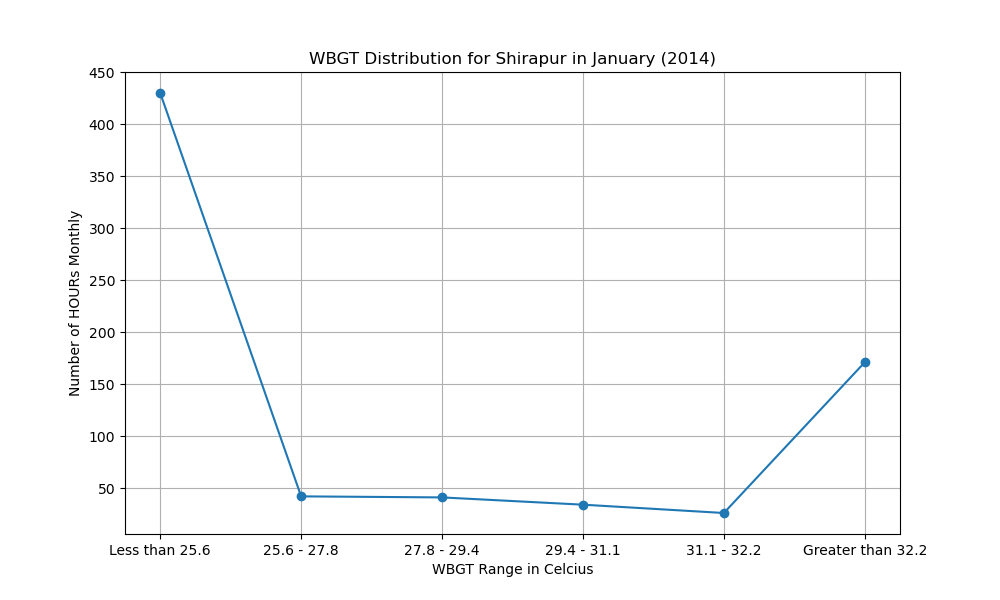 WBGT Distribution for Shirapur in January (2014)
Number of HOURs Monthly
450
400
350
300
250
200
150
100
50
Less than 25.6 25.6 - 27.8 27.8 - 29.4 29.4 - 31.1 31.1 - 32.2 Greater than 32.2
WBGT Range in Celcius